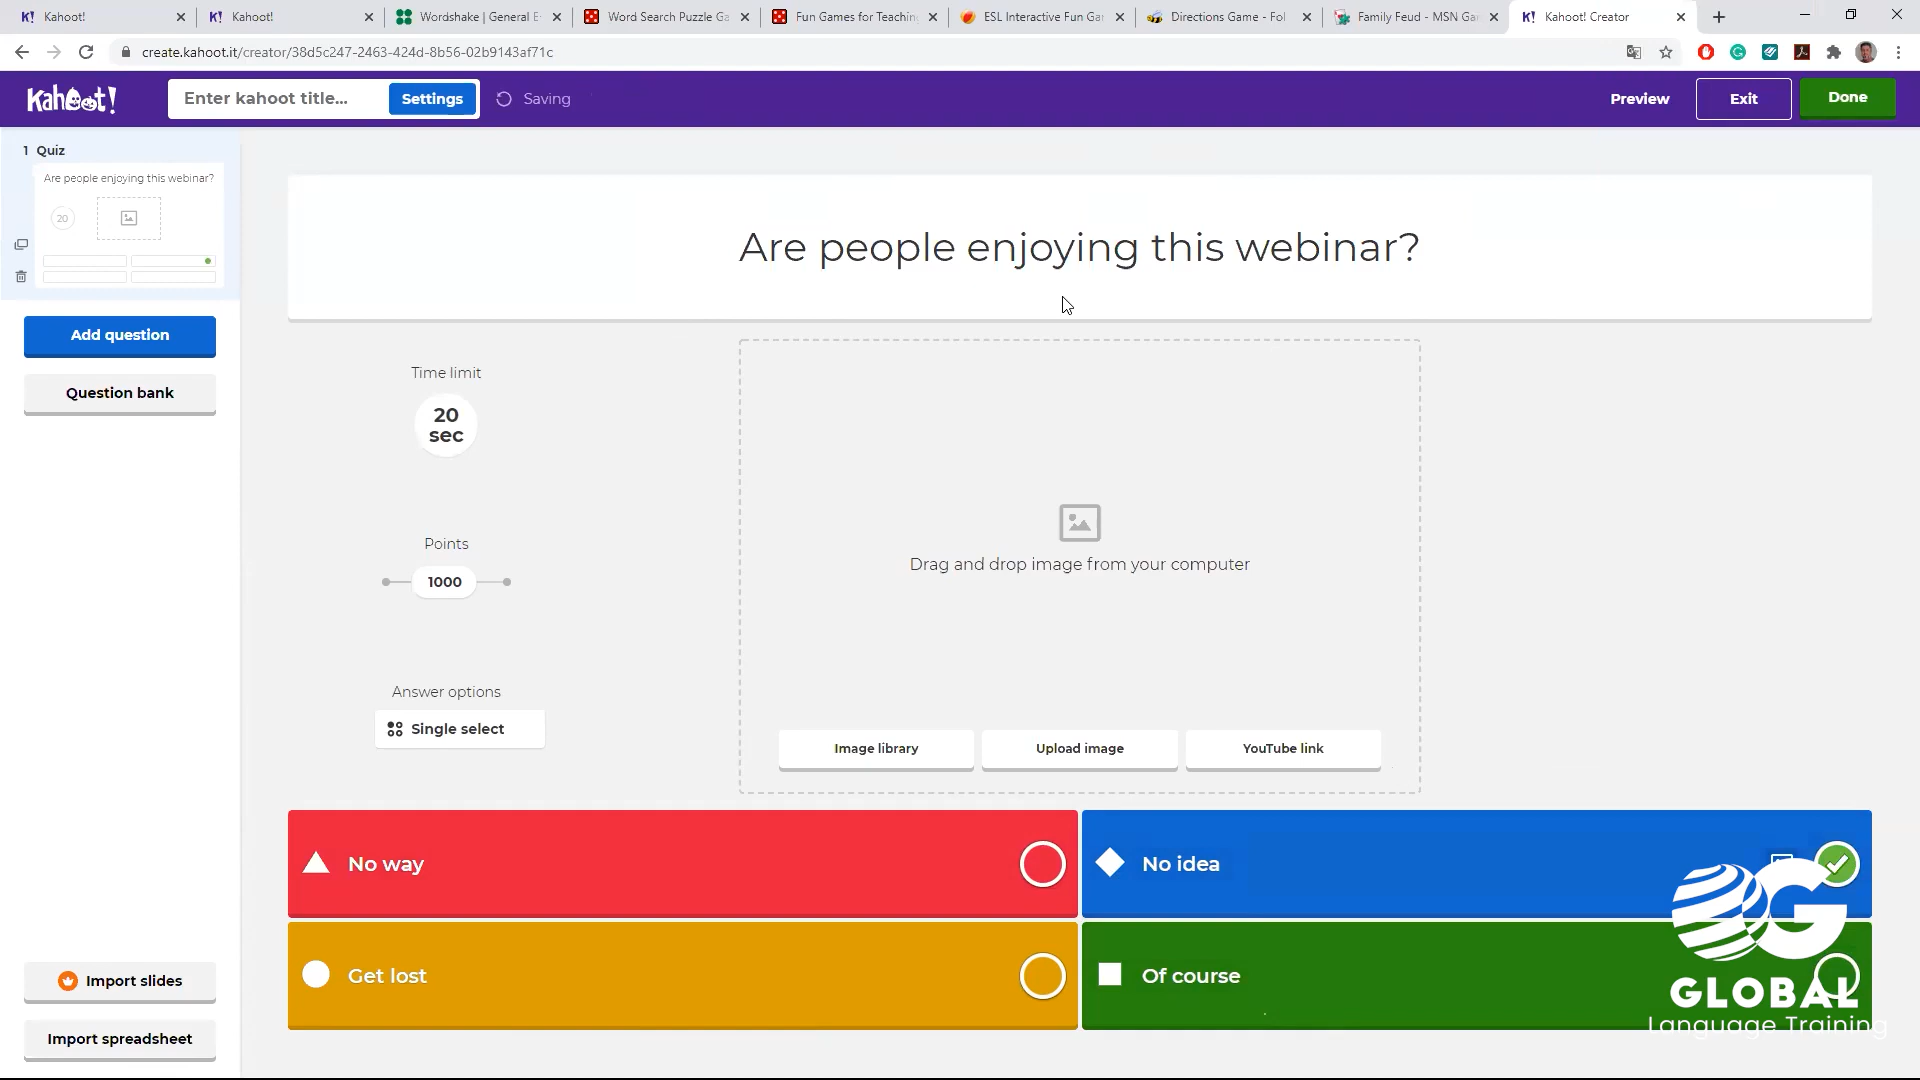 Kahoot!
Kahoot!
Wordshake | General E
Word Search Puzzle Ga
Fun Games for Teaching
ESL Interactive Fun Gar
Directions Game - Fol
Family Feud - MSN Gam
Kahoot! Creator
create.kahoot.it/creator/38d5c247-2463-424d-8b56-02b9143af71c
Kahoot!
Enter kahoot title...
Settings
Saving
Preview
Exit
Done
1 Quiz
Are people enjoying this webinar?
20
Add question
Question bank
Import slides
Import spreadsheet
Are people enjoying this webinar?
Time limit
20
sec
Points
1000
Answer options
Single select
Drag and drop image from your computer
Image library
Upload image
YouTube link
No way
No idea
Get lost
Of course
G
GLOBAL
Language Training